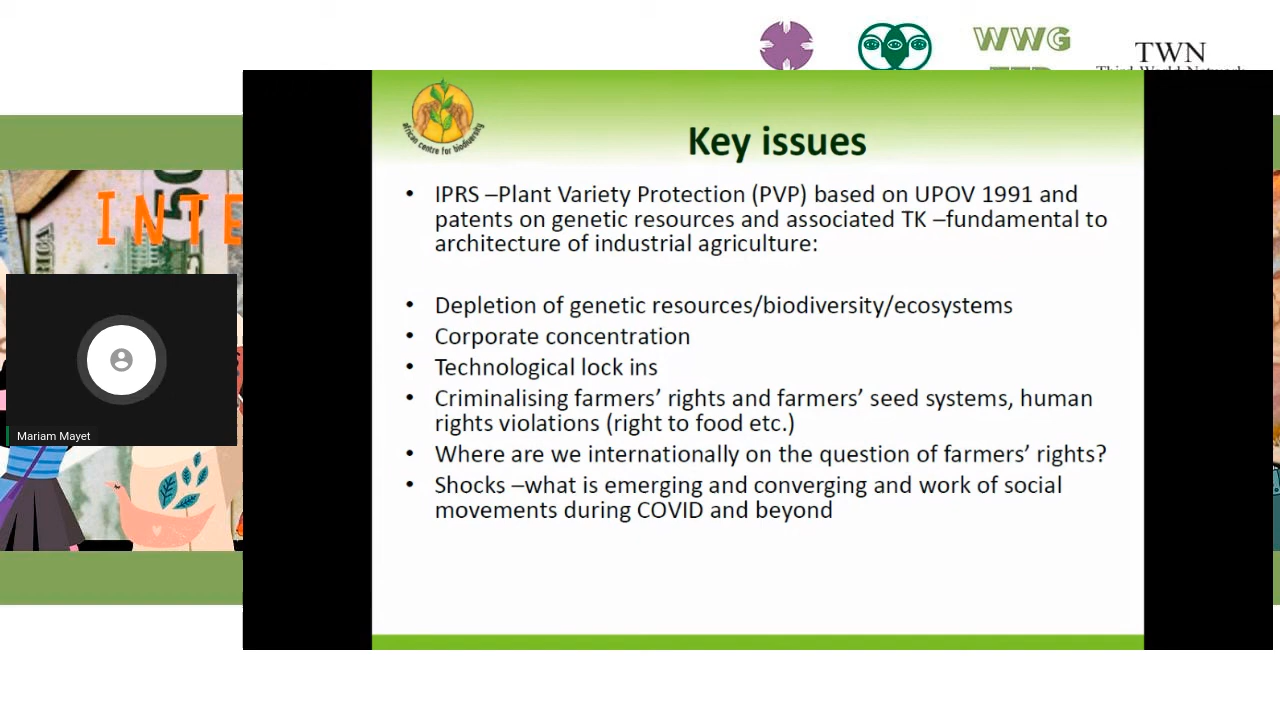 WWG
TWN
INTE
african centre for biodiversity
Key issues
• IPRS –Plant Variety Protection (PVP) based on UPOV 1991 and
patents on genetic resources and associated TK –fundamental to
architecture of industrial agriculture:
• Depletion of genetic resources/biodiversity/ecosystems
• Corporate concentration
• Technological lock ins
• Criminalising farmers’ rights and farmers’ seed systems, human
rights violations (right to food etc.)
• Where are we internationally on the question of farmers’ rights?
• Shocks –what is emerging and converging and work of social
movements during COVID and beyond
Mariam Mayet